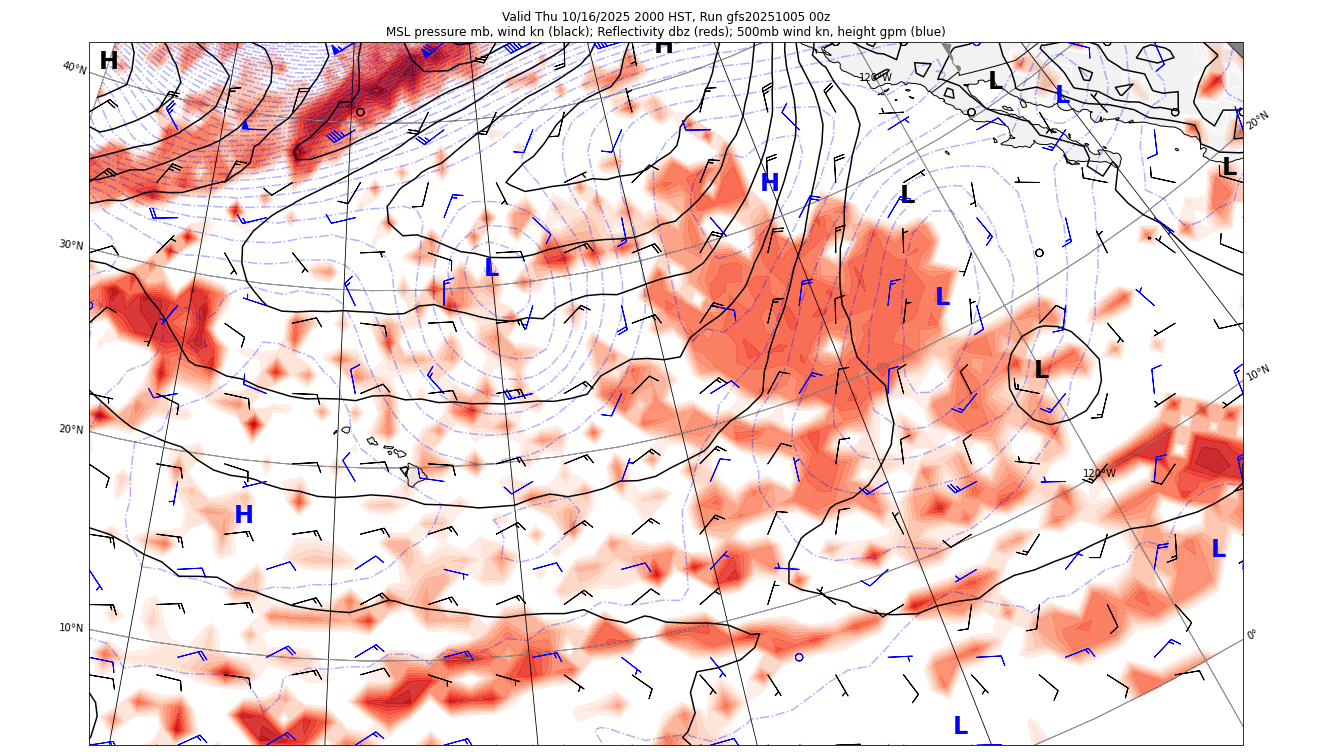 Valid Thu 10/16/2025 2000 HST, Run gfs20251005 00z
MSL pressure mb, wind kn (black); Reflectivity dbz (reds); 500mb wind kn, height gpm (blue)
H
H
40°N
120°W
L
L
20°N
L
H
L
30°N
L
L
L
10°N
20°N
120°W
H
L
10°N
0°
L